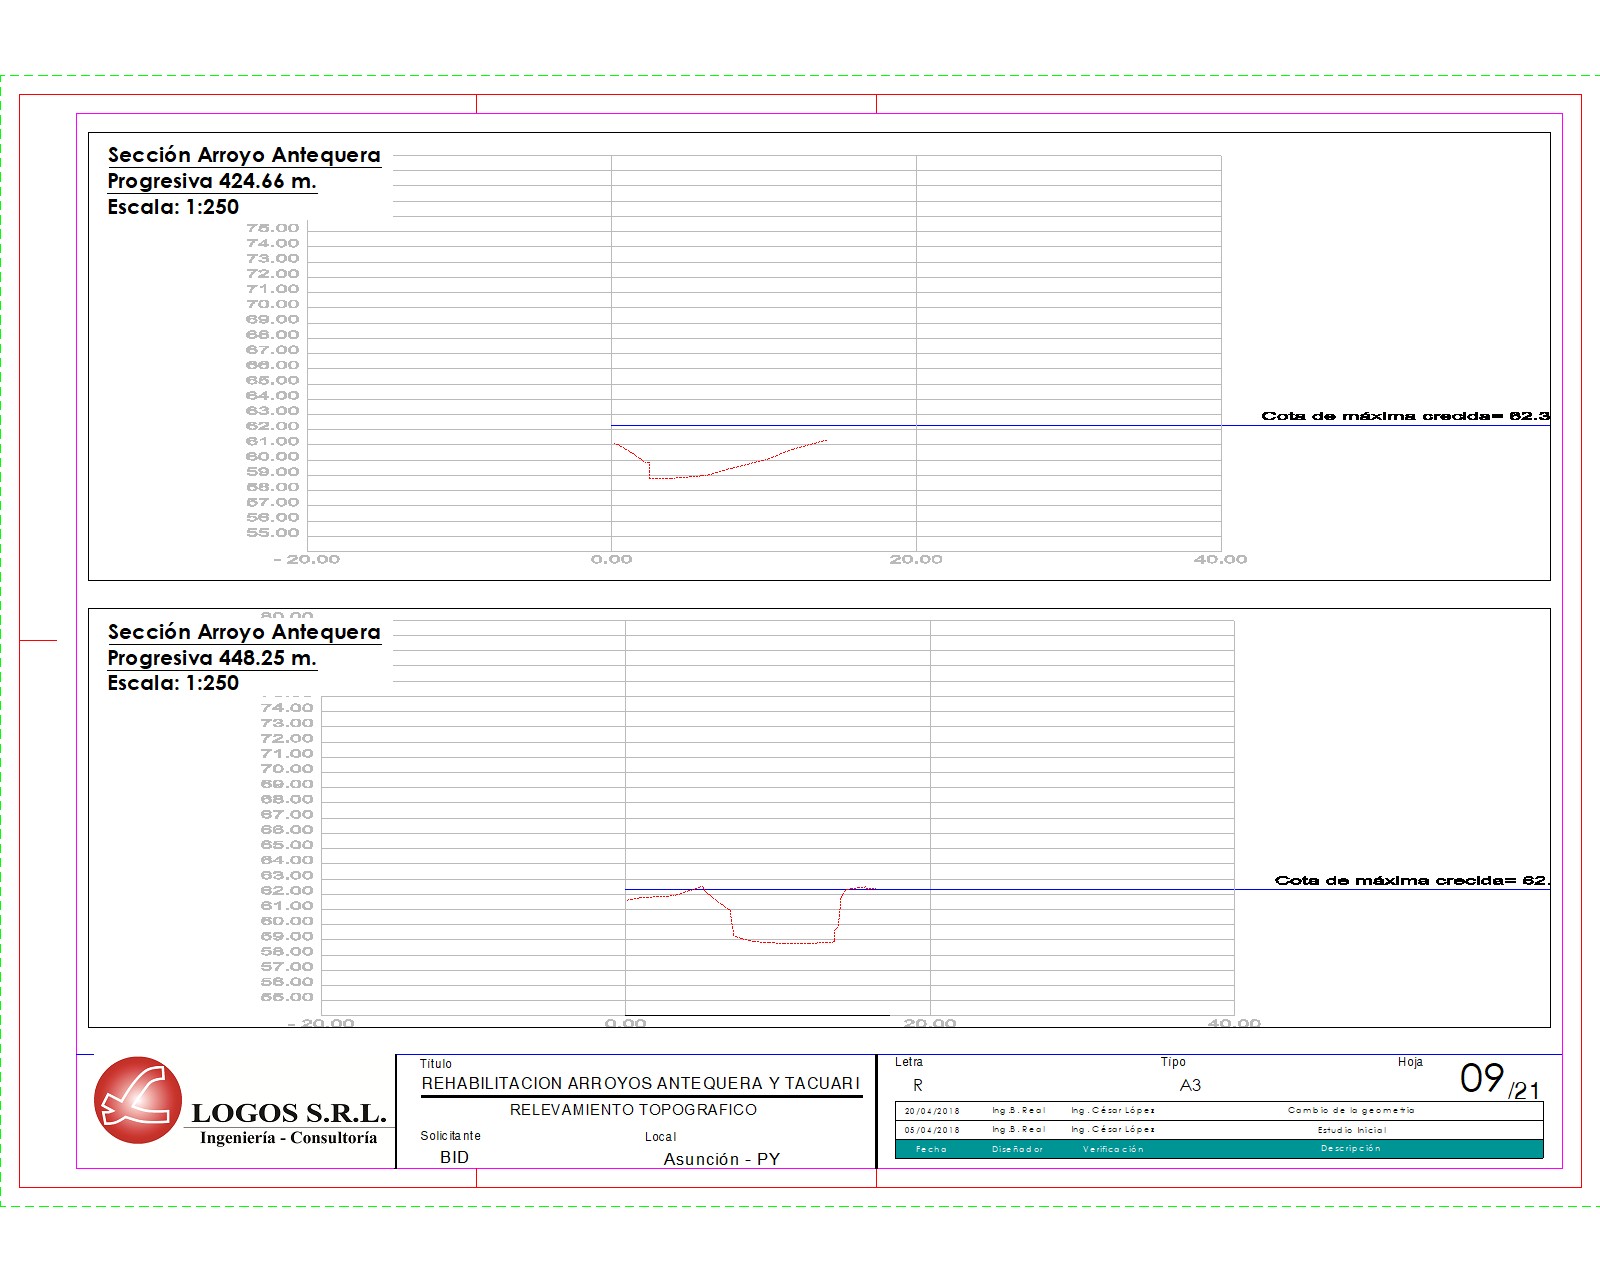 Sección Arroyo Antequera
Progresiva 424.66 m.
Escala: 1:250
75.00
74.00
73.00
72.00
71.00
70.00
69.00
68.00
67.00
66.00
65.00
64.00
63.00
62.00
61.00
60.00
59.00
58.00
57.00
56.00
55.00
Cota de máxima crecida= 62.3
-20.00 0.00 20.00 40.00
80.00
Sección Arroyo Antequera
Progresiva 448.25 m.
Escala: 1:250
74.00
73.00
72.00
71.00
70.00
69.00
68.00
67.00
66.00
65.00
64.00
63.00
62.00
61.00
60.00
59.00
58.00
57.00
56.00
55.00
Cota de máxima crecida= 62.
-20.00 0.00 20.00 40.00
LOGOS S.R.L.
Ingeniería - Consultoría
Título
REHABILITACION ARROYOS ANTEQUERA Y TACUARI
RELEVAMIENTO TOPOGRAFICO
Solicitante Local
BID Asunción - PY
Letra Tipo Hoja
R A3 09/21
20/04/2018 Ing.B.Real Ing.César López Cambio de la geometria
05/04/2018 Ing.B.Real Ing.César López Estudio Inicial
Fecha Diseñador Verificación Descripción